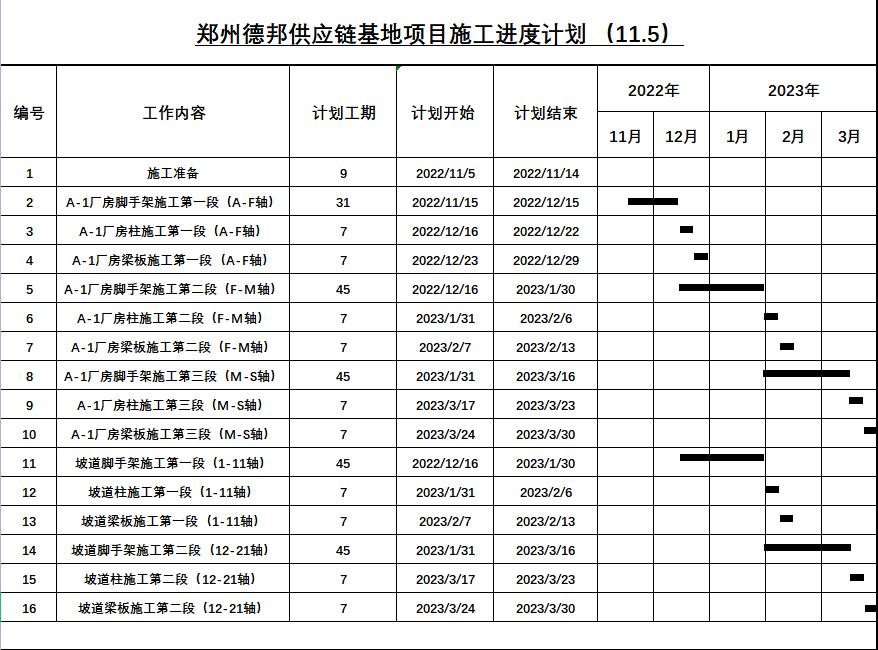 郑州德邦供应链基地项目施工进度计划 （11.5）
编号 工作内容 计划工期 计划开始 计划结束 2022年 2023年
11月 12月 1月 2月 3月
1 施工准备 9 2022/11/5 2022/11/14
2 A-1厂房脚手架施工第一段（A-F轴） 31 2022/11/15 2022/12/15
3 A-1厂房柱施工第一段（A-F轴） 7 2022/12/16 2022/12/22
4 A-1厂房梁板施工第一段（A-F轴） 7 2022/12/23 2022/12/29
5 A-1厂房脚手架施工第二段（F-M轴） 45 2022/12/16 2023/1/30
6 A-1厂房柱施工第二段（F-M轴） 7 2023/1/31 2023/2/6
7 A-1厂房梁板施工第二段（F-M轴） 7 2023/2/7 2023/2/13
8 A-1厂房脚手架施工第三段（M-S轴） 45 2023/1/31 2023/3/16
9 A-1厂房柱施工第三段（M-S轴） 7 2023/3/17 2023/3/23
10 A-1厂房梁板施工第三段（M-S轴） 7 2023/3/24 2023/3/30
11 坡道脚手架施工第一段（1-11轴） 45 2022/12/16 2023/1/30
12 坡道柱施工第一段（1-11轴） 7 2023/1/31 2023/2/6
13 坡道梁板施工第一段（1-11轴） 7 2023/2/7 2023/2/13
14 坡道脚手架施工第二段（12-21轴） 45 2023/1/31 2023/3/16
15 坡道柱施工第二段（12-21轴） 7 2023/3/17 2023/3/23
16 坡道梁板施工第二段（12-21轴） 7 2023/3/24 2023/3/30